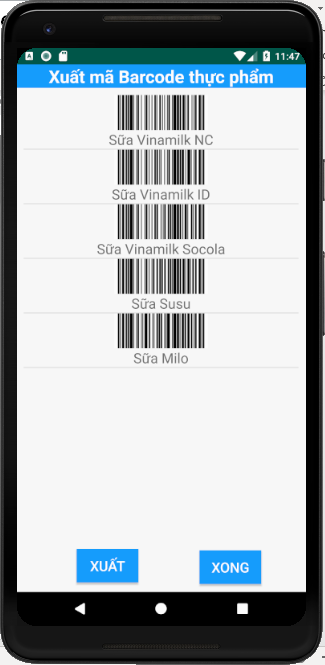 11:47
Xuất mã Barcode thực phẩm
Sữa Vinamilk NC
Sữa Vinamilk ID
Sữa Vinamilk Socola
Sữa Susu
Sữa Milo
XUẤT
XONG